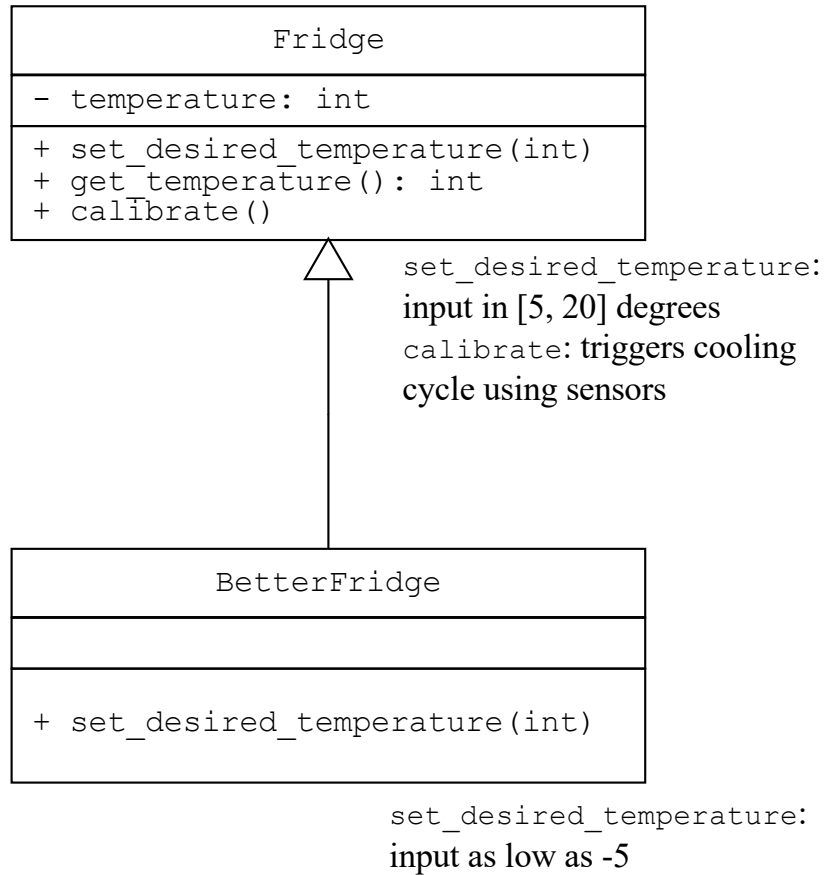 Fridge
- temperature: int
+ set_desired_temperature(int)
+ get_temperature(): int
+ calibrate()
set_desired_temperature:
input in [5, 20] degrees
calibrate: triggers cooling
cycle using sensors
BetterFridge
+ set_desired_temperature(int)
set_desired_temperature:
input as low as -5